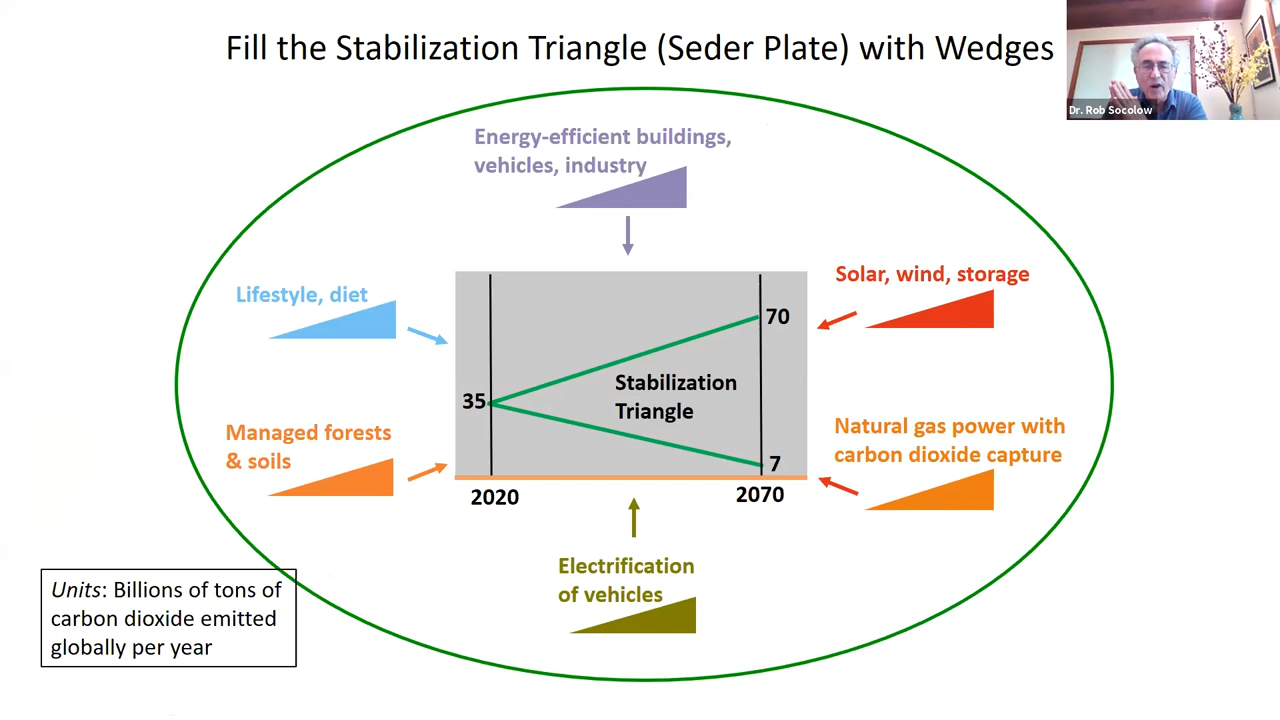 Fill the Stabilization Triangle (Seder Plate) with Wedges
Dr. Rob Socolow
Energy-efficient buildings,
vehicles, industry
Lifestyle, diet
Solar, wind, storage
70
Stabilization
Triangle
35
Managed forests
& soils
Natural gas power with
carbon dioxide capture
7
2020
2070
Electrification
of vehicles
Units: Billions of tons of
carbon dioxide emitted
globally per year